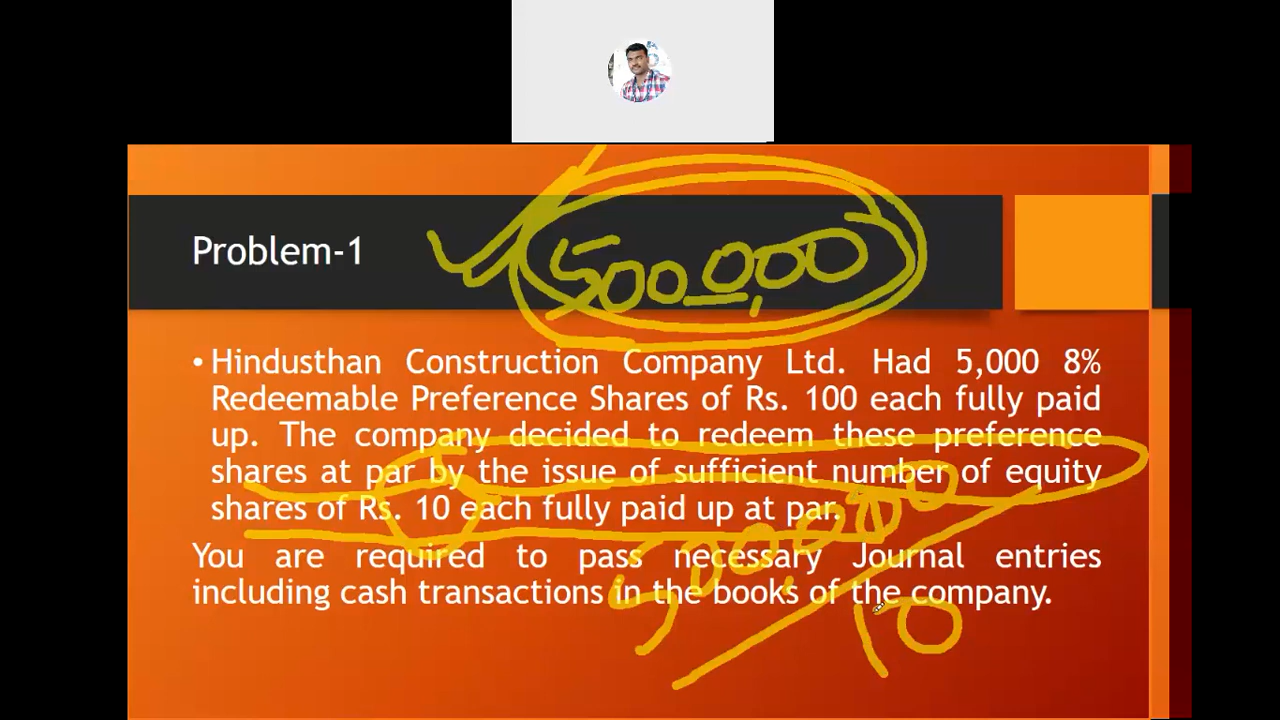 Problem-1
500,000
• Hindusthan Construction Company Ltd. Had 5,000 8%
Redeemable Preference Shares of Rs. 100 each fully paid
up. The company decided to redeem these preference
shares at par by the issue of sufficient number of equity
shares of Rs. 10 each fully paid up at par.
You are required to pass necessary Journal entries
including cash transactions in the books of the company.
500,000
10